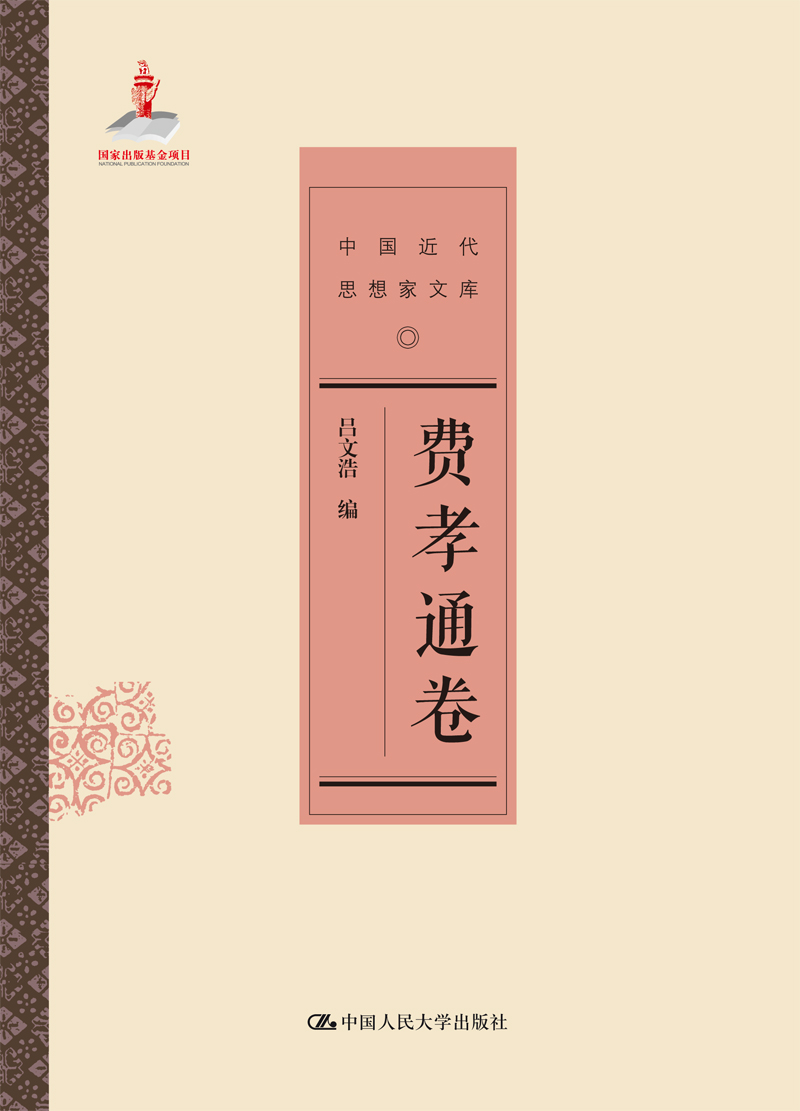 国家出版基金项目
NATIONAL PUBLICATION FOUNDATION
中国近代
思想家文库
费孝通卷
吕文浩 编
中国人民大学出版社